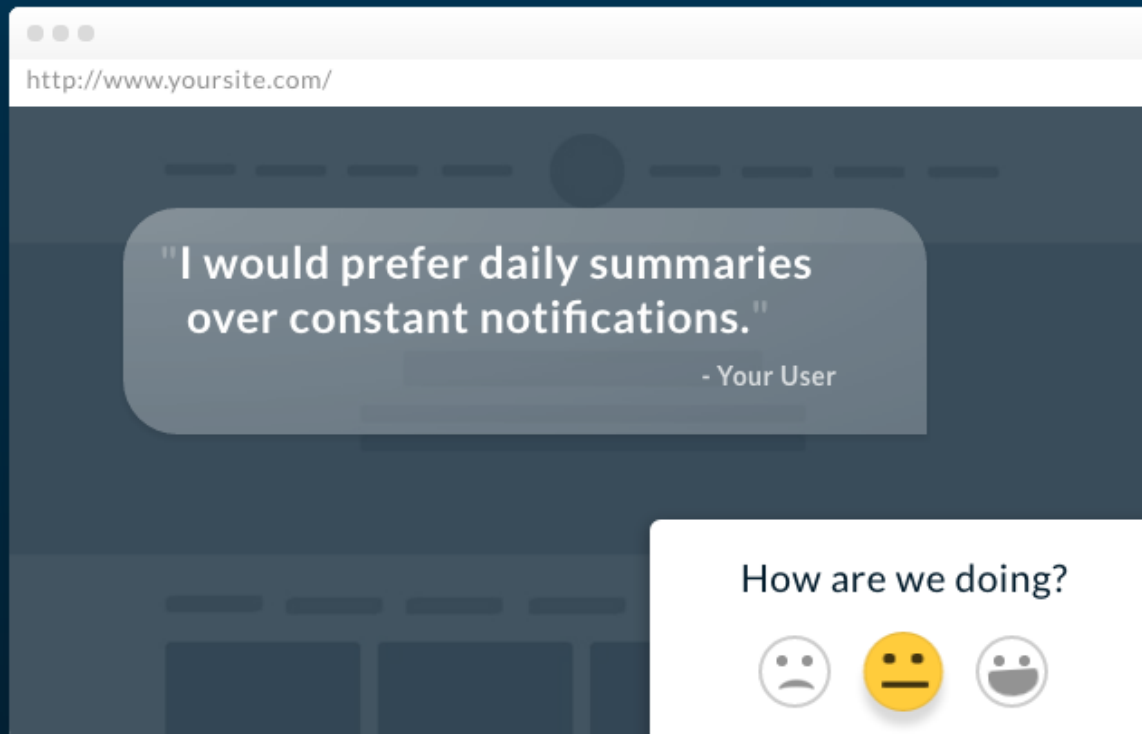 http://www.yoursite.com/
"I would prefer daily summaries
over constant notifications."
- Your User
How are we doing?